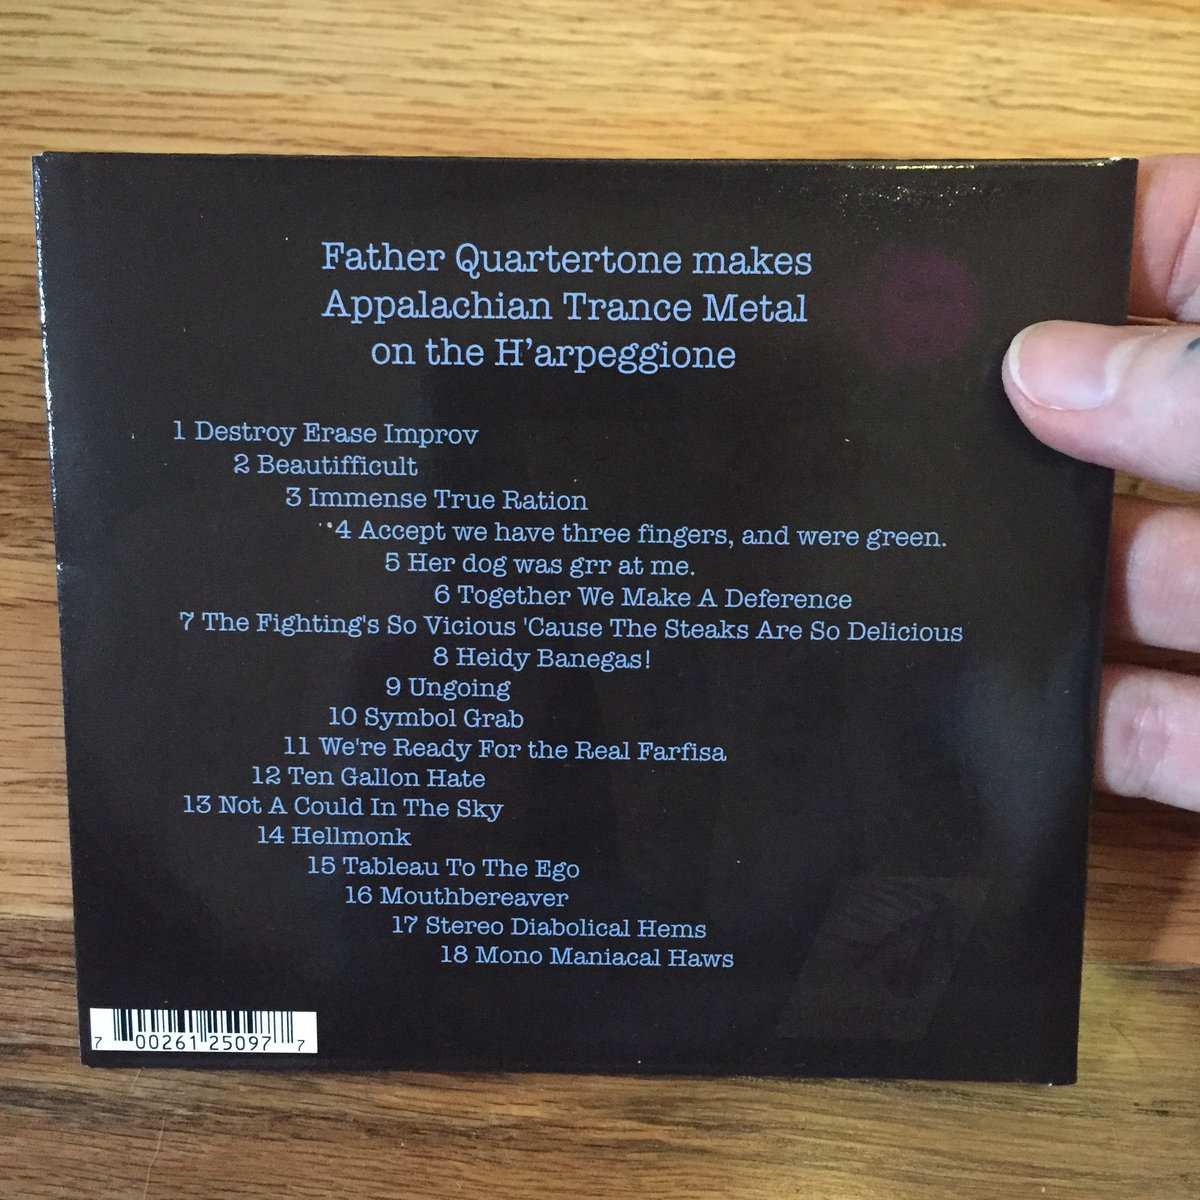 Father Quartertone makes
Appalachian Trance Metal
on the H'arpeggione
1 Destroy Erase Improv
2 Beautifficult
3 Immense True Ration
4 Accept we have three fingers, and were green.
5 Her dog was grr at me.
6 Together We Make A Deference
7 The Fighting's So Vicious 'Cause The Steaks Are So Delicious
8 Heidy Banegas!
9 Ungoing
10 Symbol Grab
11 We're Ready For the Real Farfisa
12 Ten Gallon Hate
13 Not A Could In The Sky
14 Hellmonk
15 Tableau To The Ego
16 Mouthbereaver
17 Stereo Diabolical Hems
18 Mono Maniacal Haws
7 00261 25097 7